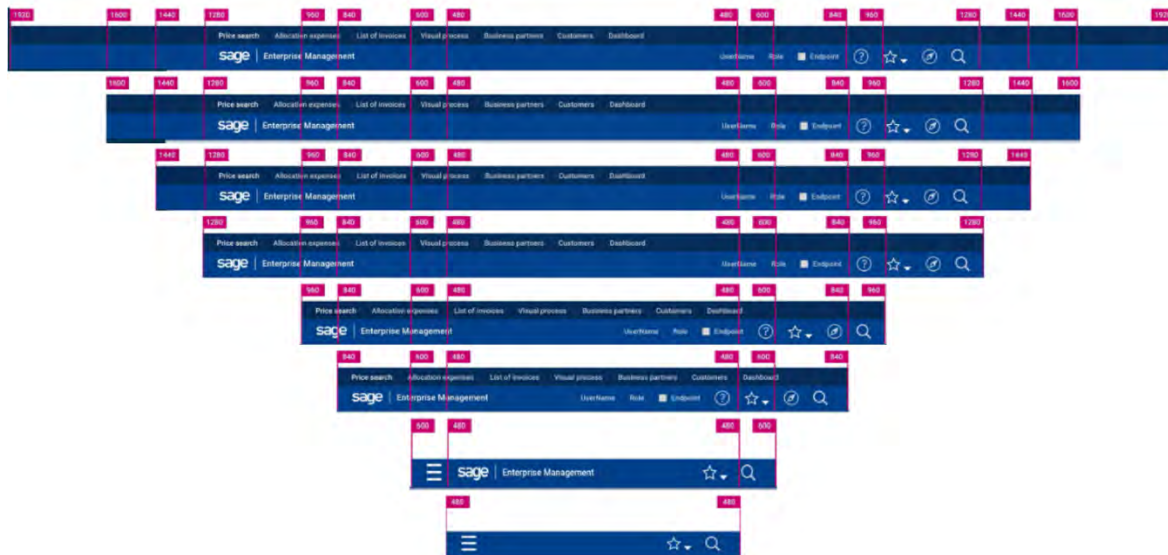 1920 1600 1440 1280 960 840 600 480 480 600 840 960 1280 1440 1600 1920
Price search Allocation expenses List of invoices Visual process Business partners Customers Dashboard
sage Enterprise Management UserName Role Endpoint
1600 1440 1280 960 840 600 480 480 600 840 960 1280 1440 1600
Price search Allocation expenses List of invoices Visual process Business partners Customers Dashboard
sage Enterprise Management UserName Role Endpoint
1440 1280 960 840 600 480 480 600 840 960 1280 1440
Price search Allocation expenses List of invoices Visual process Business partners Customers Dashboard
sage Enterprise Management UserName Role Endpoint
1280 960 840 600 480 480 600 840 960 1280
Price search Allocation expenses List of invoices Visual process Business partners Customers Dashboard
sage Enterprise Management UserName Role Endpoint
960 840 600 480 480 600 840 960
Price search Allocation expenses List of invoices Visual process Business partners Customers Dashboard
sage Enterprise Management UserName Role Endpoint
840 600 480 480 600 840
Price search Allocation expenses List of invoices Visual process Business partners Customers Dashboard
sage Enterprise Management UserName Role Endpoint
600 480 480 600
sage Enterprise Management
480 480